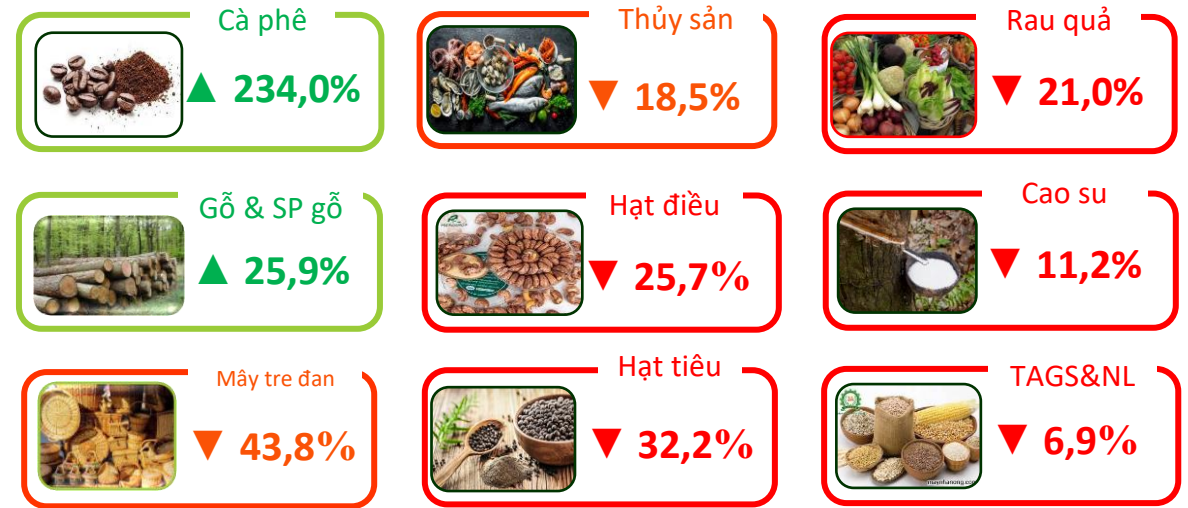 Cà phê
▲ 234,0%
Thủy sản
▼ 18,5%
Rau quả
▼ 21,0%
Gỗ & SP gỗ
▲ 25,9%
Hạt điều
▼ 25,7%
Cao su
▼ 11,2%
Mây tre đan
▼ 43,8%
Hạt tiêu
▼ 32,2%
TAGS&NL
▼ 6,9%